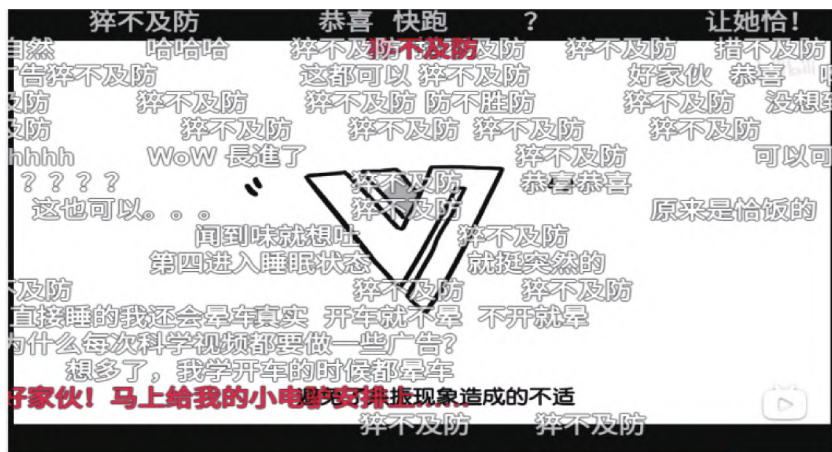 猝不及防 恭喜 快跑 ? 让她恰!
自然 哈哈哈 猝不及防 猝不及防 猝不及防 措不及防
广告猝不及防 这都可以 猝不及防 好家伙 恭喜
及防 猝不及防 猝不及防 防不胜防 猝不及防 没想到
及防 猝不及防 猝不及防 猝不及防 猝不及防
hhhh WoW 長進了 猝不及防 可以可
? ? ? ? 猝不及防 恭喜恭喜
这也可以。。。 猝不及防 原来是恰饭的
闻到味就想吐 猝不及防
第四进入睡眠状态 就挺突然的
不及防 猝不及防 猝不及防
直接睡的我还会晕车真实 开车就不晕 不开就晕
为什么每次科学视频都要做一些广告?
想多了，我学开车的时候都晕车
好家伙! 马上给我的小电驴安排上......
避免了车振现象造成的不适
猝不及防 猝不及防